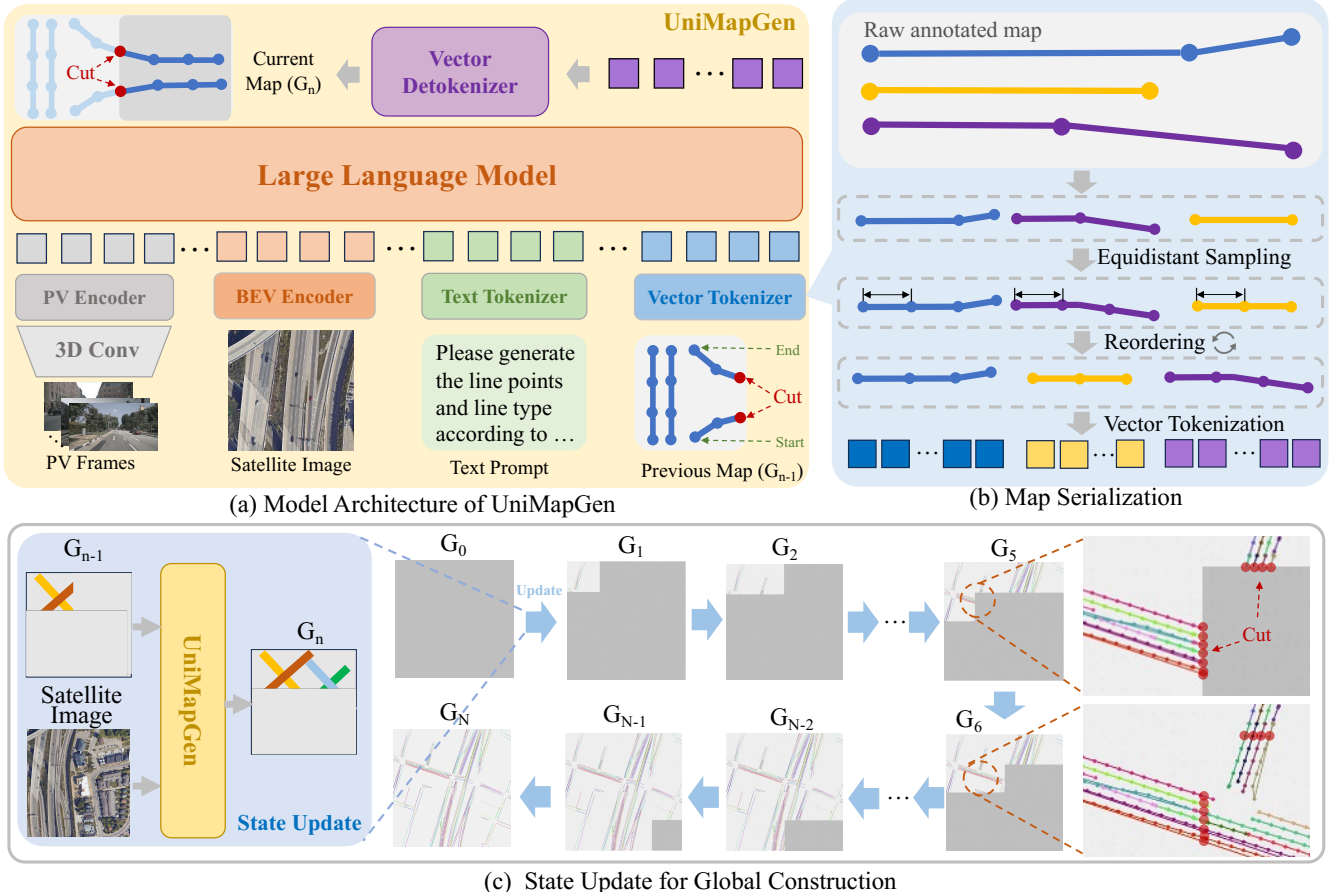 UniMapGen
Cut
Current
Map (Gn)
Vector
Detokenizer
Large Language Model
PV Encoder
BEV Encoder
Text Tokenizer
Vector Tokenizer
3D Conv
PV Frames
Satellite Image
Please generate
the line points
and line type
according to ...
Text Prompt
End
Cut
Start
Previous Map (Gn-1)
(a) Model Architecture of UniMapGen
Raw annotated map
Equidistant Sampling
Reordering
Vector Tokenization
(b) Map Serialization
Gn-1
UniMapGen
Gn
Satellite
Image
State Update
G0
Update
G1
G2
G5
Cut
GN
GN-1
GN-2
G6
(c) State Update for Global Construction